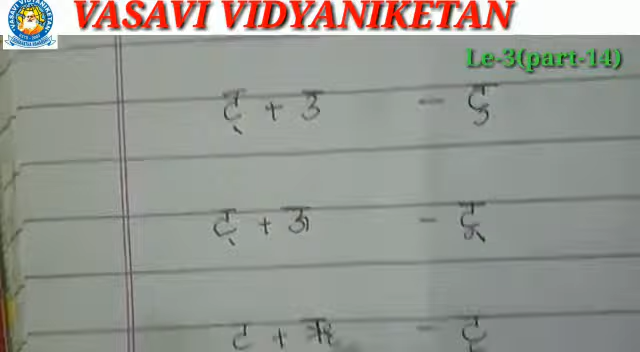 VASAVI VIDYANIKETAN
Le-3(part-14)
ट् + उ - टु
ट् + ऊ - टू
ट + ऋ - टृ